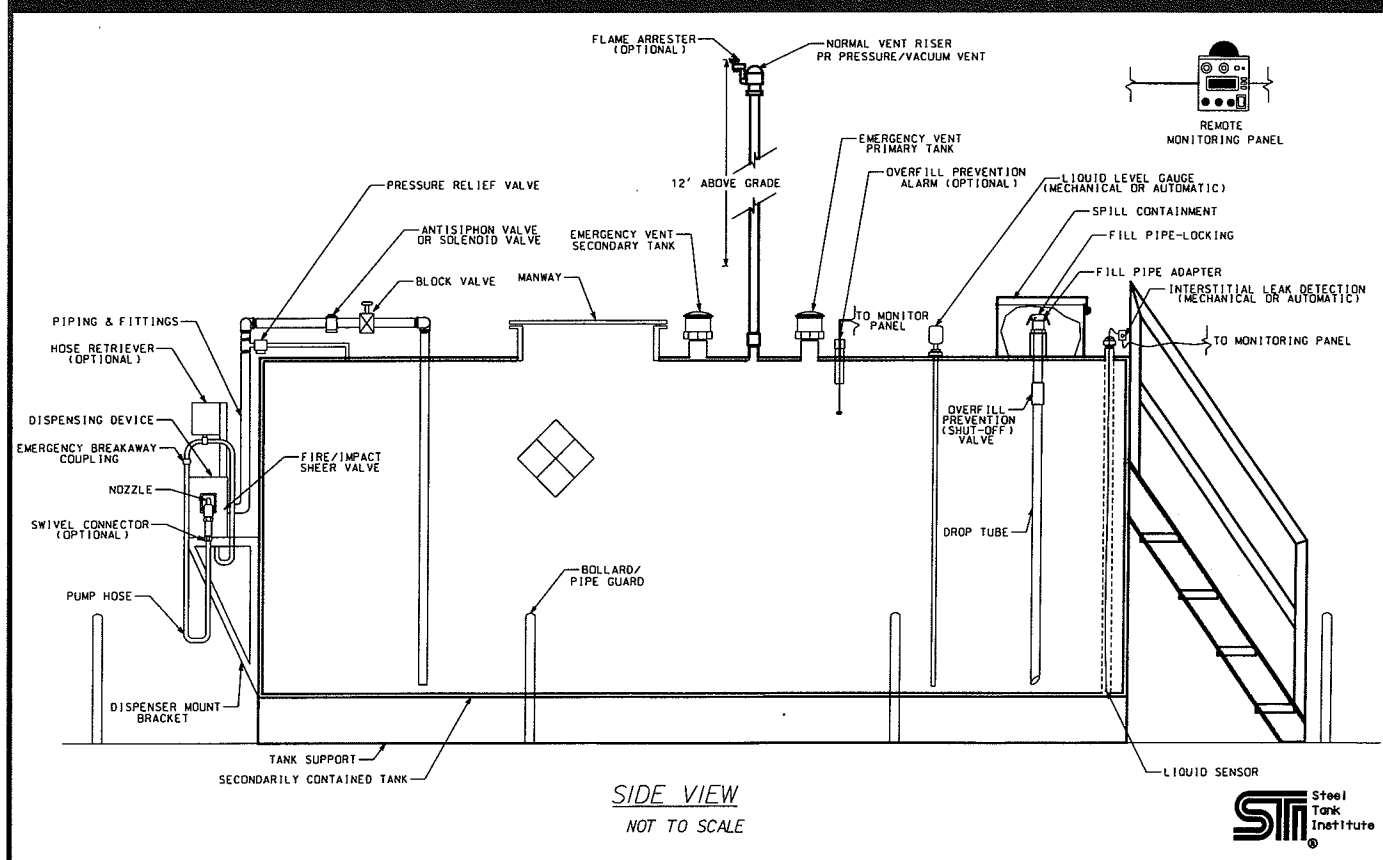 FLAME ARRESTER
(OPTIONAL)
NORMAL VENT RISER
PR PRESSURE/VACUUM VENT
REMOTE
MONITORING PANEL
12' ABOVE GRADE
EMERGENCY VENT
PRIMARY TANK
OVERFILL PREVENTION
ALARM (OPTIONAL)
LIQUID LEVEL GAUGE
(MECHANICAL OR AUTOMATIC)
SPILL CONTAINMENT
FILL PIPE-LOCKING
FILL PIPE ADAPTER
INTERSTITIAL LEAK DETECTION
(MECHANICAL OR AUTOMATIC)
PRESSURE RELIEF VALVE
ANTISIPHON VALVE
OR SOLENOID VALVE
EMERGENCY VENT
SECONDARY TANK
BLOCK VALVE
MANWAY
TO MONITOR
PANEL
TO MONITORING PANEL
PIPING & FITTINGS
HOSE RETRIEVER
(OPTIONAL)
DISPENSING DEVICE
EMERGENCY BREAKAWAY
COUPLING
FIRE/IMPACT
SHEER VALVE
NOZZLE
SWIVEL CONNECTOR
(OPTIONAL)
OVERFILL
PREVENTION
(SHUT-OFF)
VALVE
DROP TUBE
PUMP HOSE
BOLLARD/
PIPE GUARD
DISPENSER MOUNT
BRACKET
TANK SUPPORT
SECONDARILY CONTAINED TANK
LIQUID SENSOR
SIDE VIEW
NOT TO SCALE
STI
Steel
Tank
Institute
®